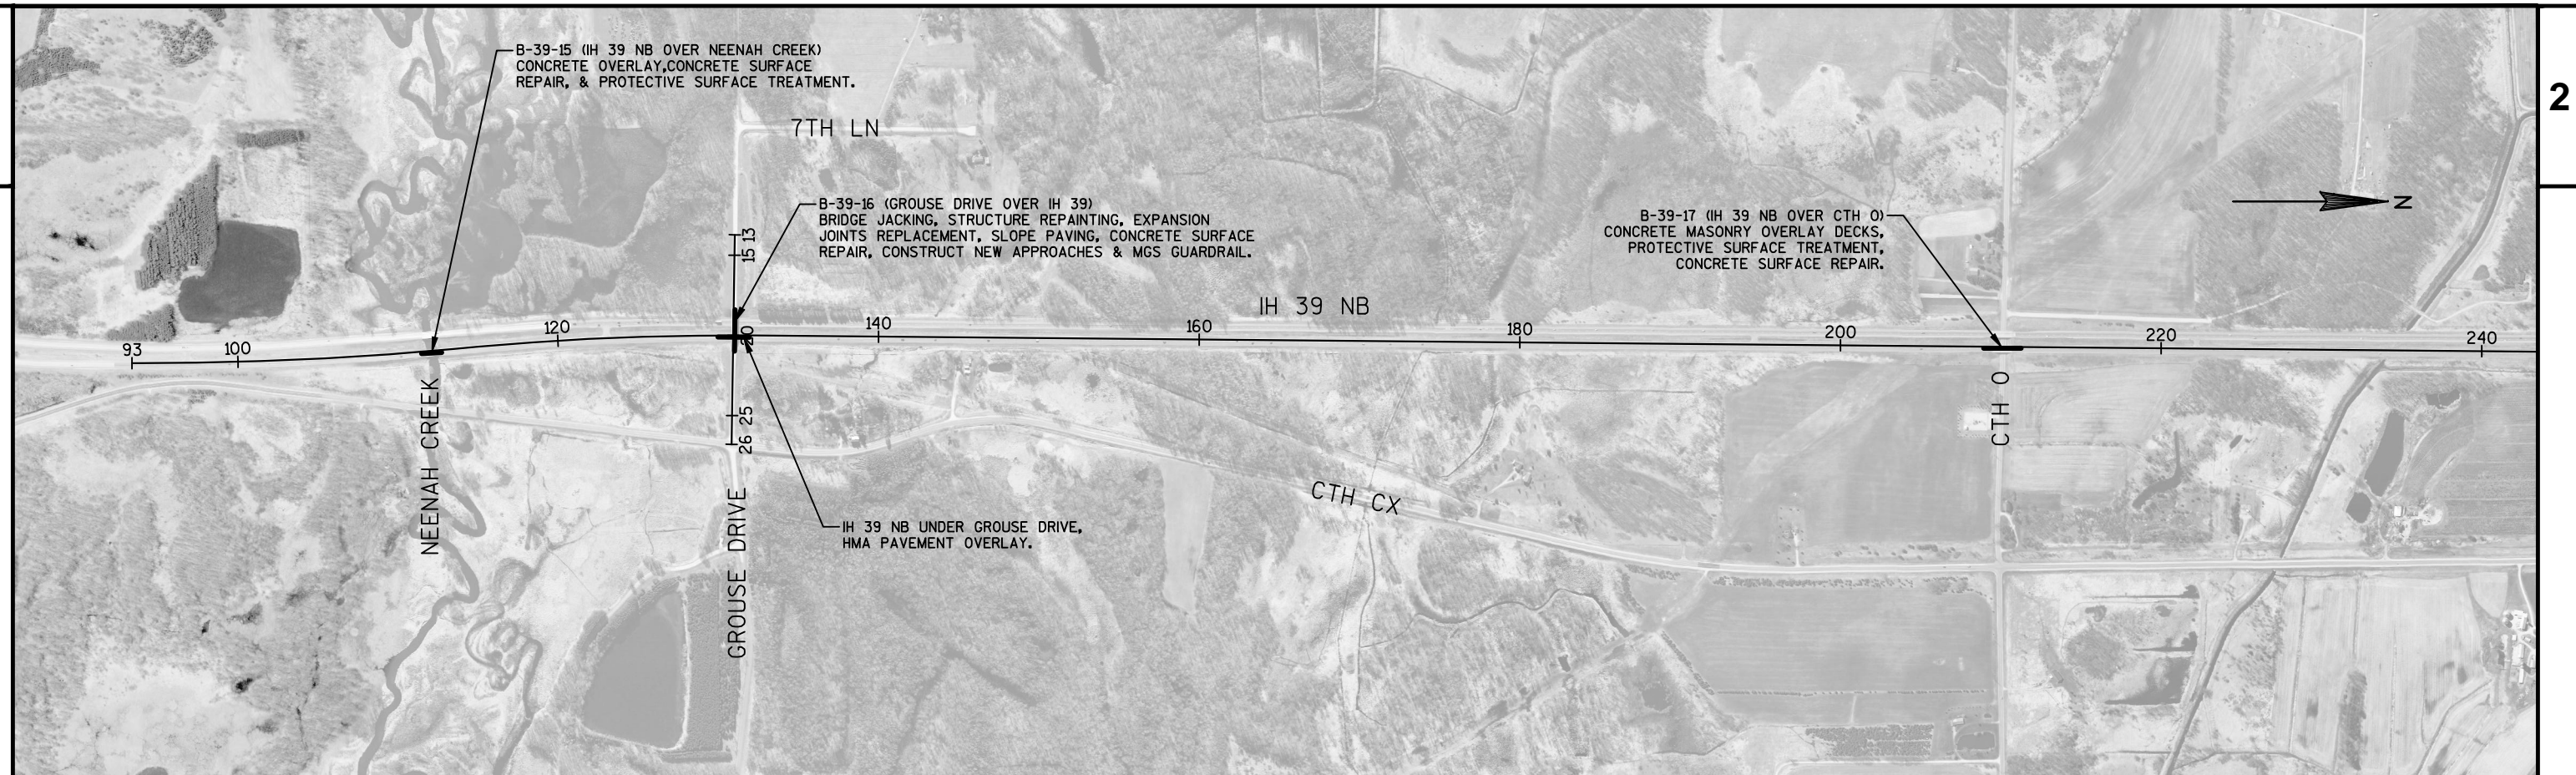 B-39-15 (IH 39 NB OVER NEENAH CREEK)
CONCRETE OVERLAY,CONCRETE SURFACE
REPAIR, & PROTECTIVE SURFACE TREATMENT.
2
7TH LN
B-39-16 (GROUSE DRIVE OVER IH 39)
BRIDGE JACKING, STRUCTURE REPAINTING, EXPANSION
JOINTS REPLACEMENT, SLOPE PAVING, CONCRETE SURFACE
REPAIR, CONSTRUCT NEW APPROACHES & MGS GUARDRAIL.
B-39-17 (IH 39 NB OVER CTH O)
CONCRETE MASONRY OVERLAY DECKS,
PROTECTIVE SURFACE TREATMENT,
CONCRETE SURFACE REPAIR.
N
13
15
20
25
26
IH 39 NB
93
100
120
140
160
180
200
220
240
NEENAH CREEK
GROUSE DRIVE
CTH O
CTH CX
IH 39 NB UNDER GROUSE DRIVE,
HMA PAVEMENT OVERLAY.